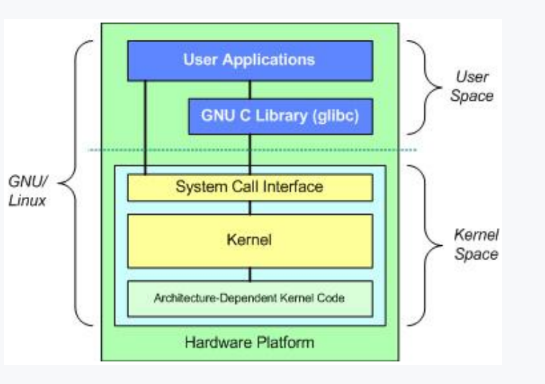 User Applications
User
Space
GNU C Library (glibc)
GNU/
Linux
System Call Interface
Kernel
Kernel
Space
Architecture-Dependent Kernel Code
Hardware Platform